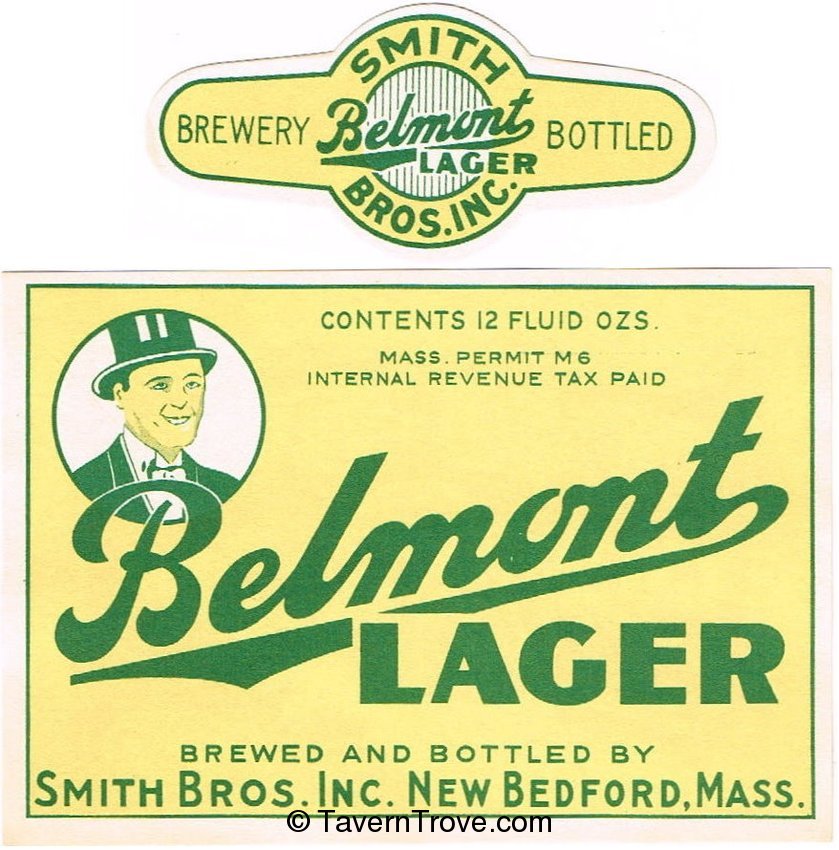 SMITH
BREWERY Belmont BOTTLED
LAGER
BROS. INC.
CONTENTS 12 FLUID OZS.
MASS. PERMIT M6
INTERNAL REVENUE TAX PAID
Belmont
LAGER
BREWED AND BOTTLED BY
SMITH BROS. INC. NEW BEDFORD, MASS.
© TavernTrove.com